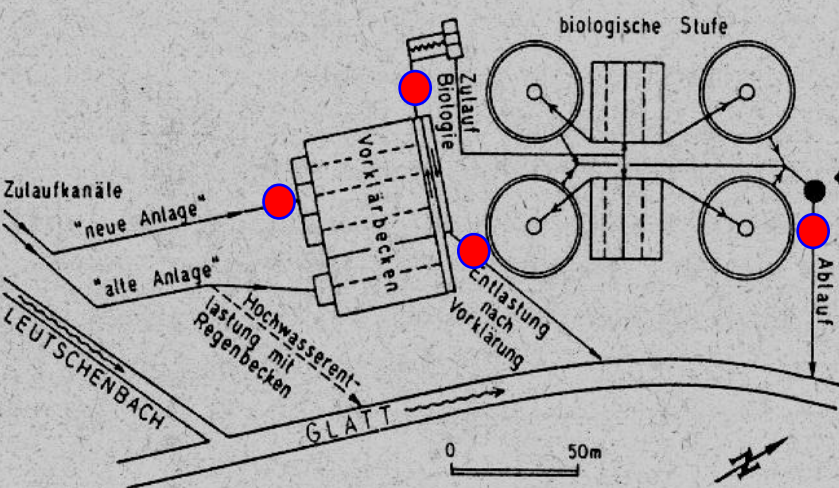 biologische Stufe
Zulauf
Biologie
Vorklärbecken
Zulaufkanäle
"neue Anlage"
"alte Anlage"
Hochwasserent-
lastung mit
Regenbecken
Entlastung
nach
Vorklärung
Ablauf
LEUTSCHENBACH
GLATT
0 50m
N